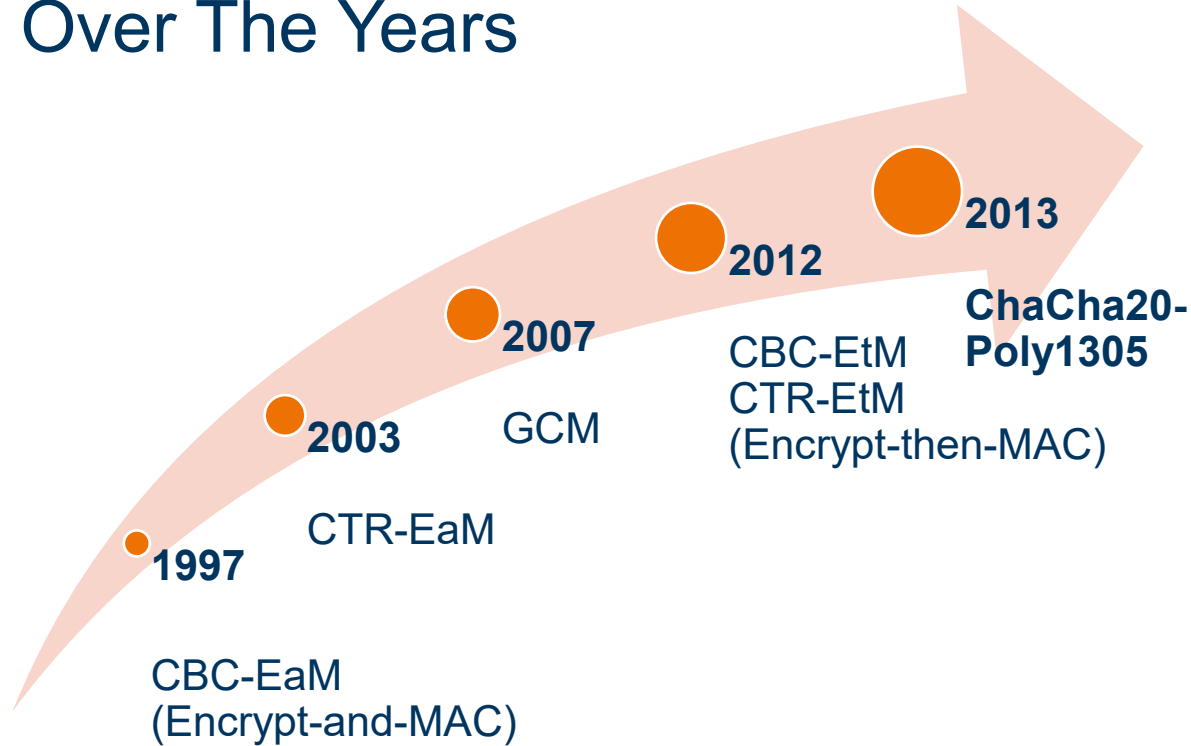 Over The Years
1997
CBC-EaM
(Encrypt-and-MAC)
2003
CTR-EaM
2007
GCM
2012
CBC-EtM
CTR-EtM
(Encrypt-then-MAC)
2013
ChaCha20-
Poly1305